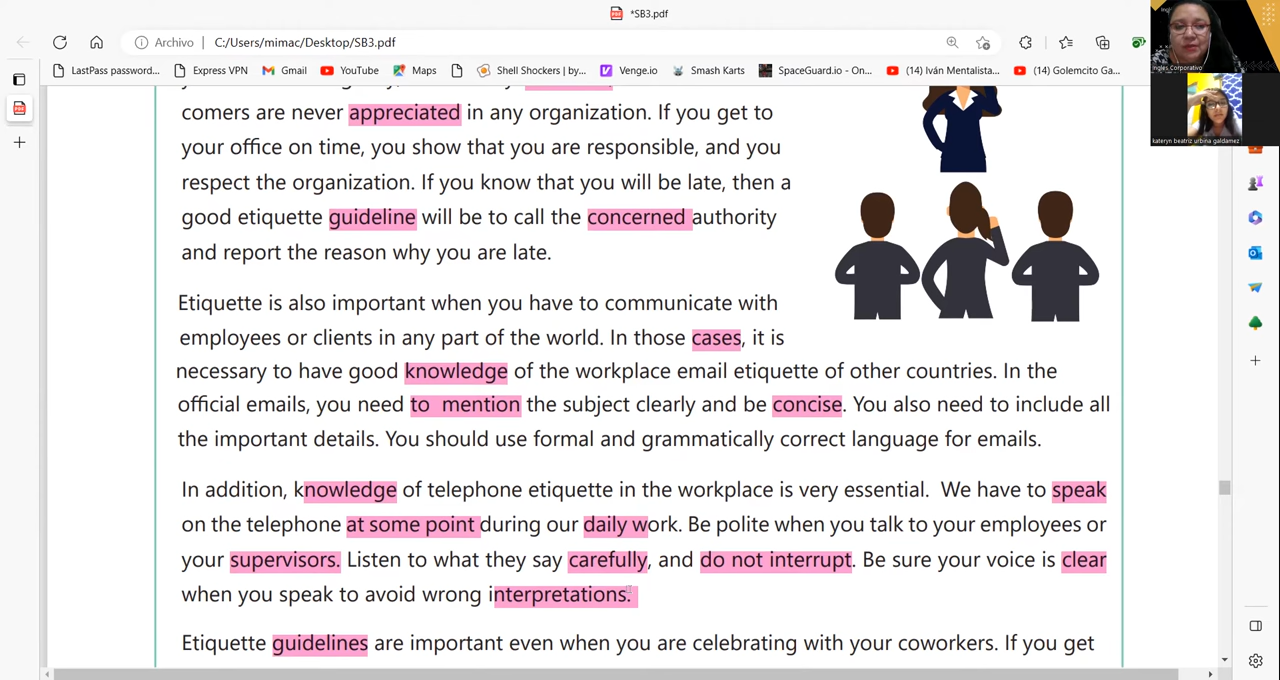 *SB3.pdf
Archivo
C:/Users/mimac/Desktop/SB3.pdf
LastPass password...
Express VPN
Gmail
YouTube
Maps
Shell Shockers | by...
Venge.io
Smash Karts
SpaceGuard.io - On...
(14) Iván Mentalista...
(14) Golemcito Ga...
Ingles Corporativo
kateryn beatriz urbina galdamez
comers are never appreciated in any organization. If you get to
your office on time, you show that you are responsible, and you
respect the organization. If you know that you will be late, then a
good etiquette guideline will be to call the concerned authority
and report the reason why you are late.
Etiquette is also important when you have to communicate with
employees or clients in any part of the world. In those cases, it is
necessary to have good knowledge of the workplace email etiquette of other countries. In the
official emails, you need to mention the subject clearly and be concise. You also need to include all
the important details. You should use formal and grammatically correct language for emails.
In addition, knowledge of telephone etiquette in the workplace is very essential. We have to speak
on the telephone at some point during our daily work. Be polite when you talk to your employees or
your supervisors. Listen to what they say carefully, and do not interrupt. Be sure your voice is clear
when you speak to avoid wrong interpretations.
Etiquette guidelines are important even when you are celebrating with your coworkers. If you get